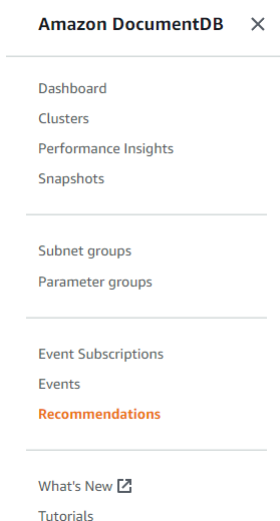 Amazon DocumentDB
Dashboard
Clusters
Performance Insights
Snapshots
Subnet groups
Parameter groups
Event Subscriptions
Events
Recommendations
What's New
Tutorials